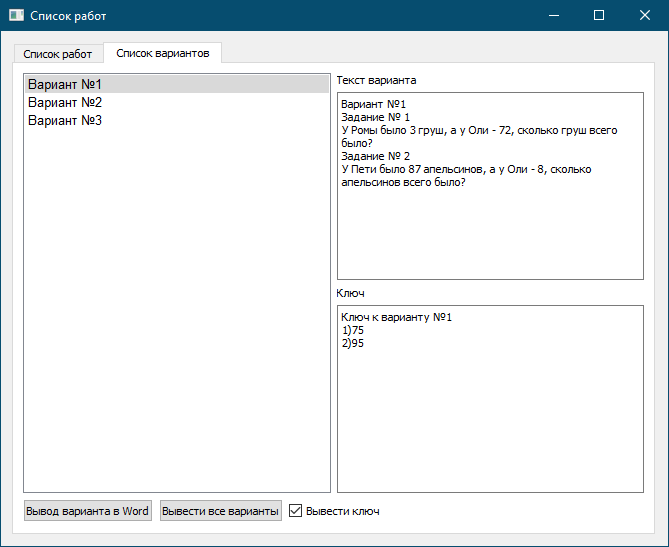 Список работ
Список работ
Список вариантов
Вариант №1
Вариант №2
Вариант №3
Текст варианта
Вариант №1
Задание № 1
У Ромы было 3 груш, а у Оли - 72, сколько груш всего
было?
Задание № 2
У Пети было 87 апельсинов, а у Оли - 8, сколько
апельсинов всего было?
Ключ
Ключ к варианту №1
1)75
2)95
Вывод варианта в Word
Вывести все варианты
Вывести ключ